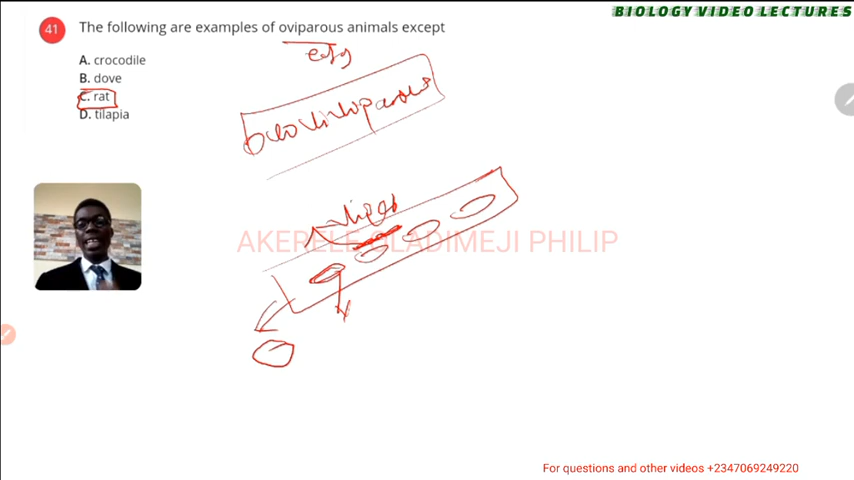 BIOLOGY VIDEO LECTURES
41 The following are examples of oviparous animals except
A. crocodile
B. dove
C. rat
D. tilapia
egg
AKERELE OLADIMEJI PHILIP
For questions and other videos +2347069249220